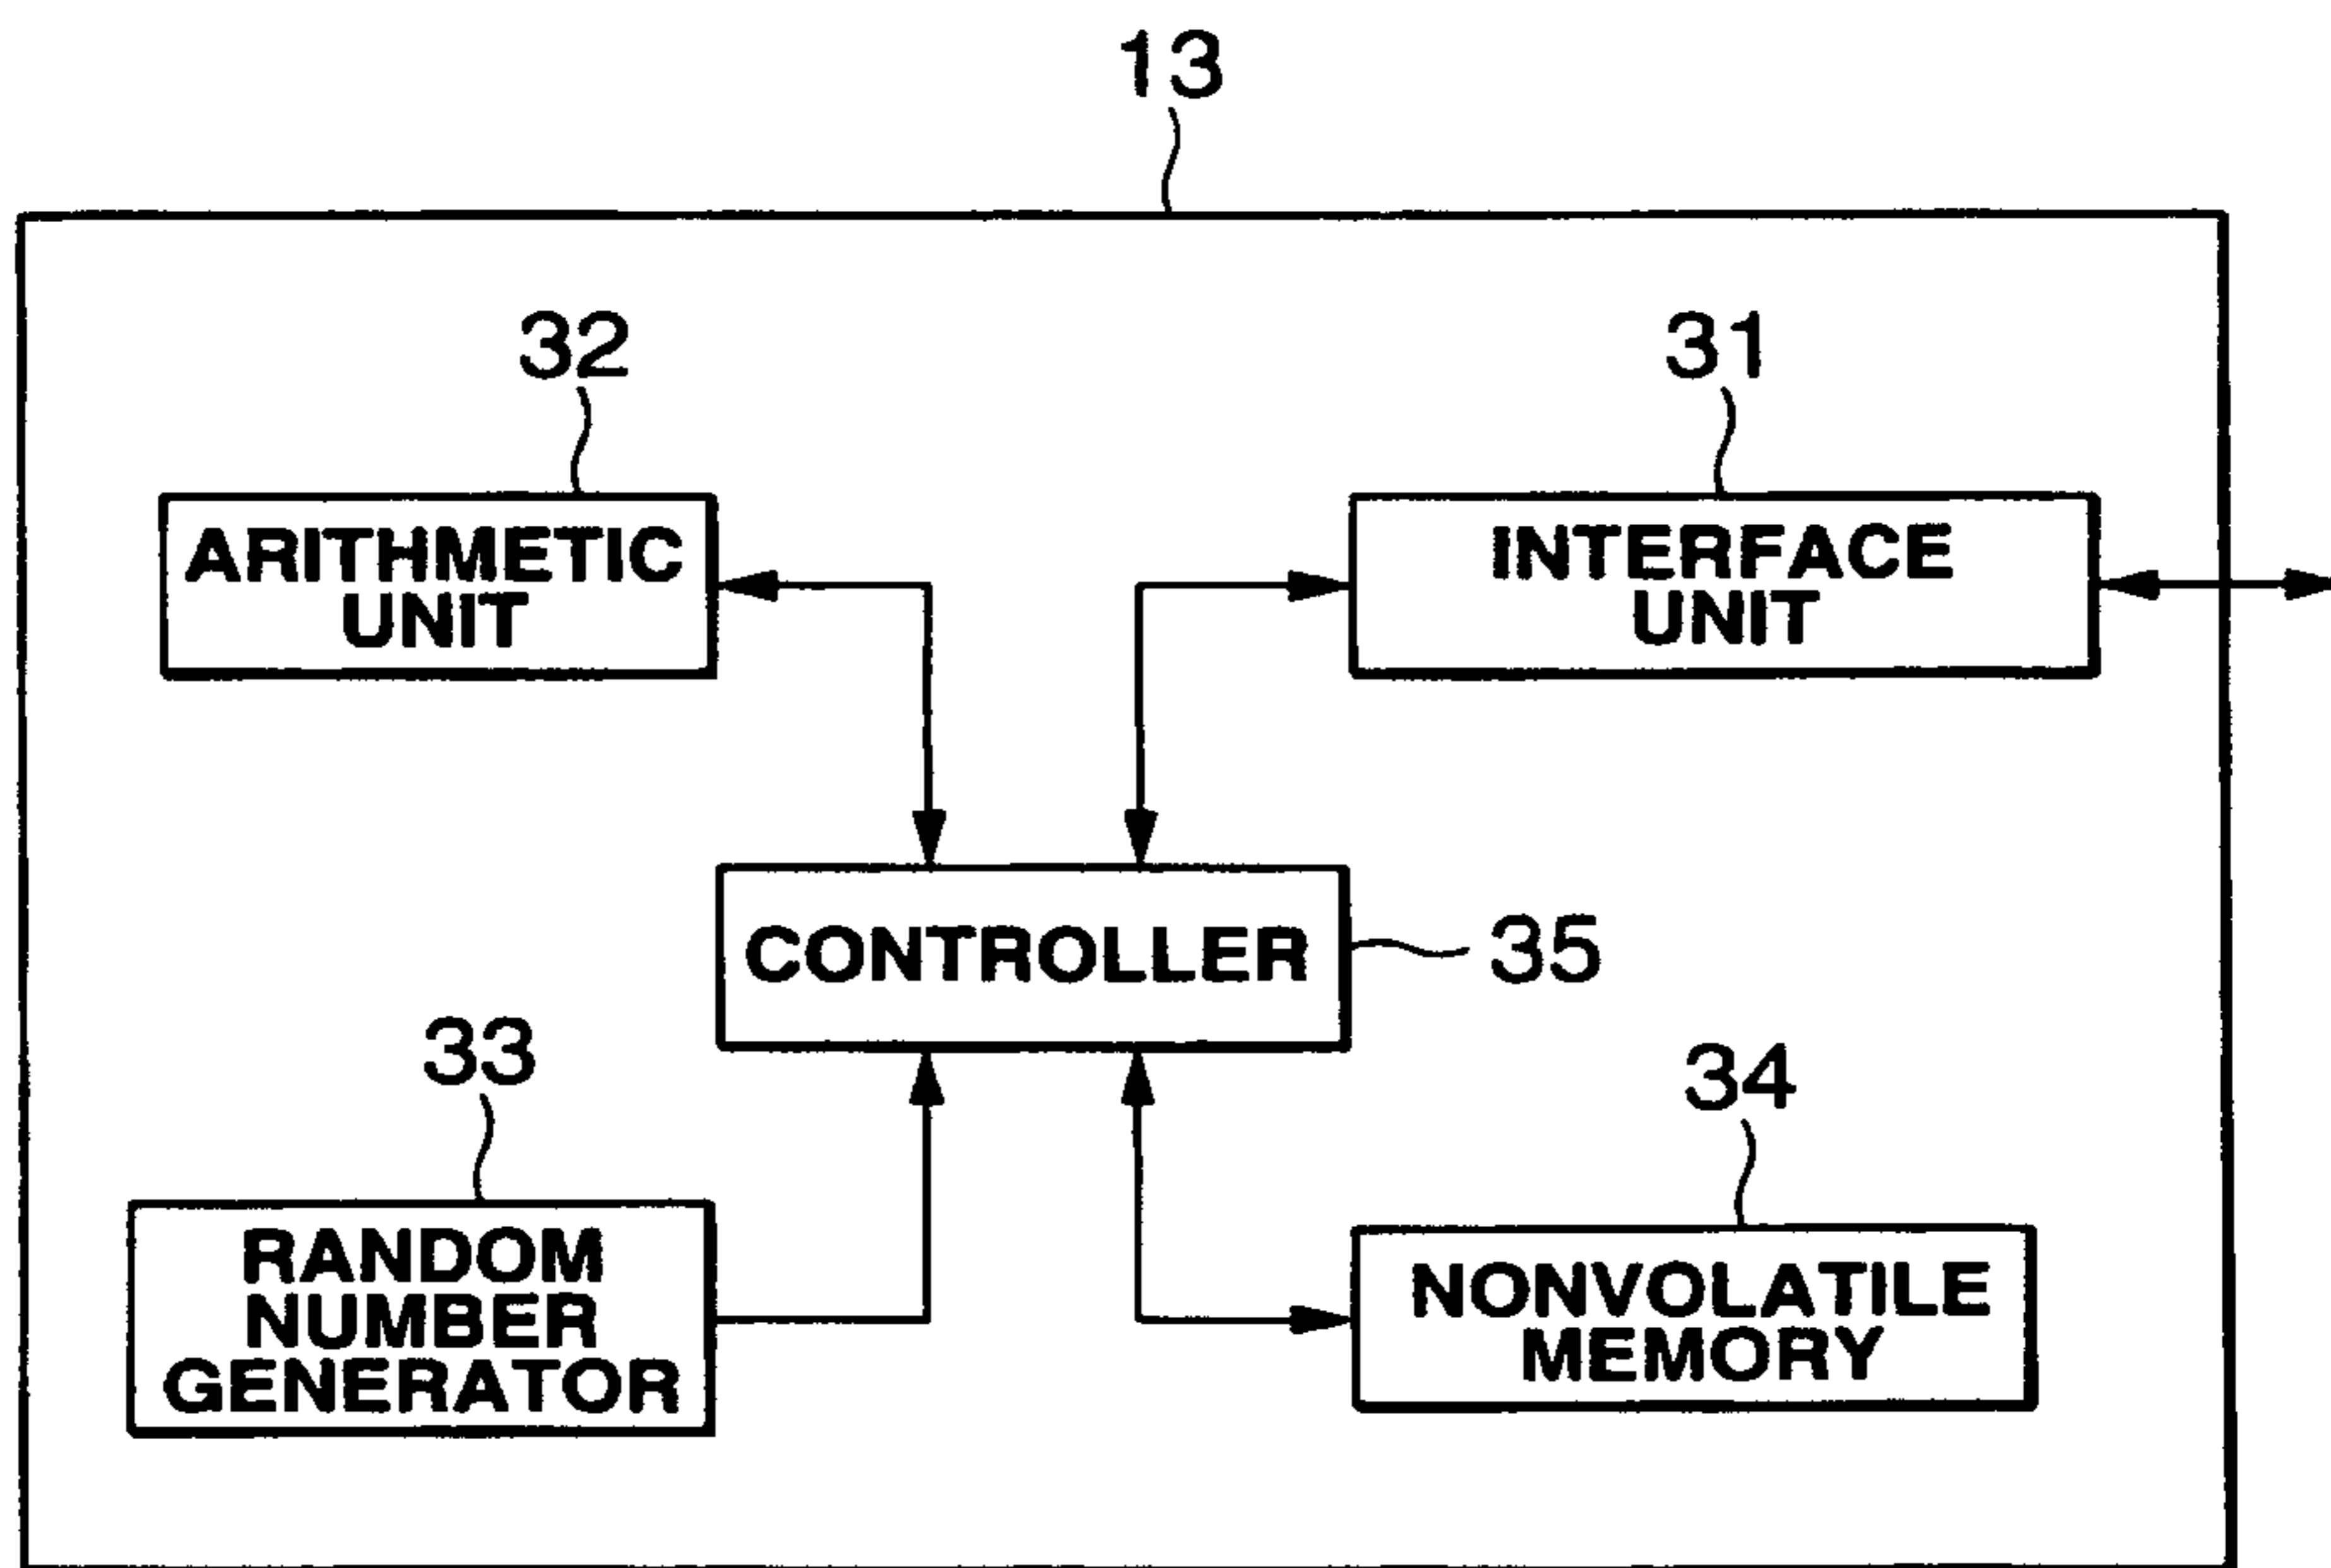 13
32
31
ARITHMETIC
UNIT
INTERFACE
UNIT
CONTROLLER
35
33
34
RANDOM
NUMBER
GENERATOR
NONVOLATILE
MEMORY